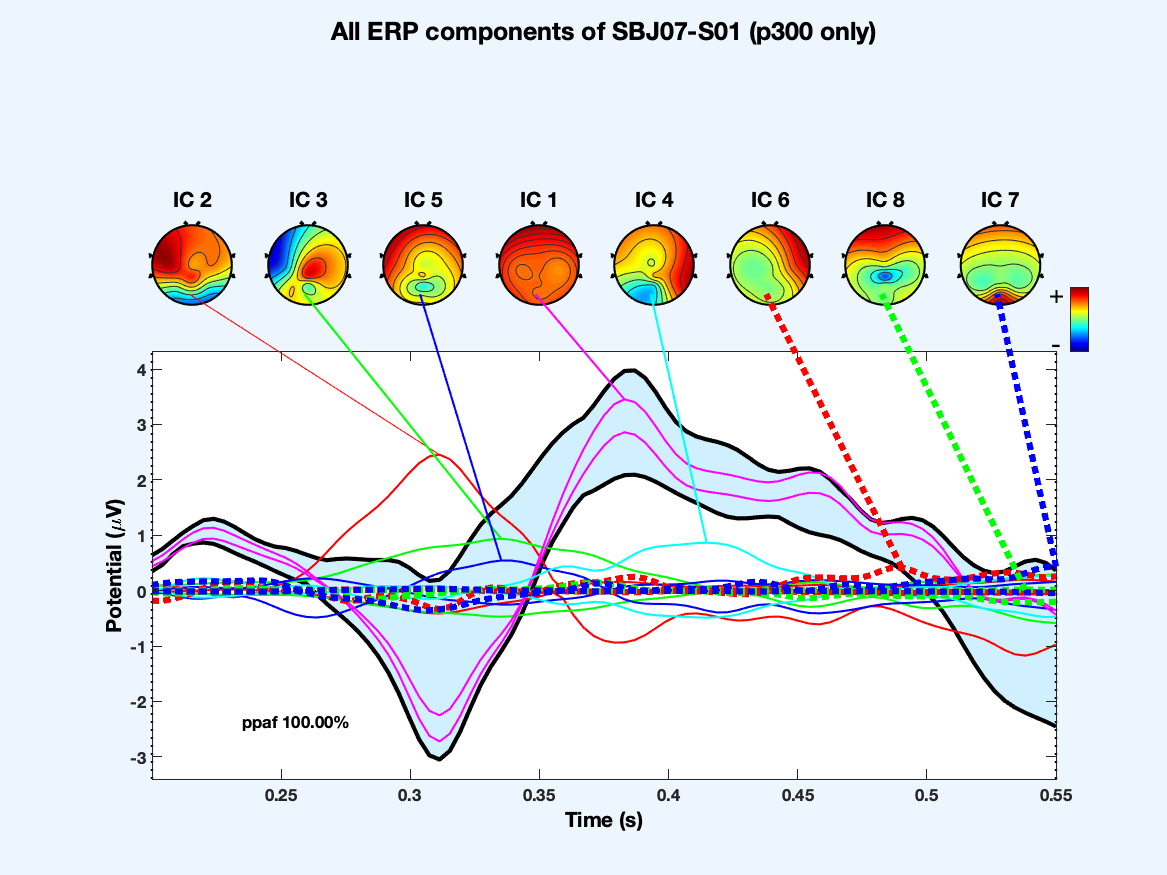 All ERP components of SBJ07-S01 (p300 only)
IC 2 IC 3 IC 5 IC 1 IC 4 IC 6 IC 8 IC 7
+
-
4
3
2
1
0
-1
-2
-3
Potential (μV)
ppaf 100.00%
0.25 0.3 0.35 0.4 0.45 0.5 0.55
Time (s)